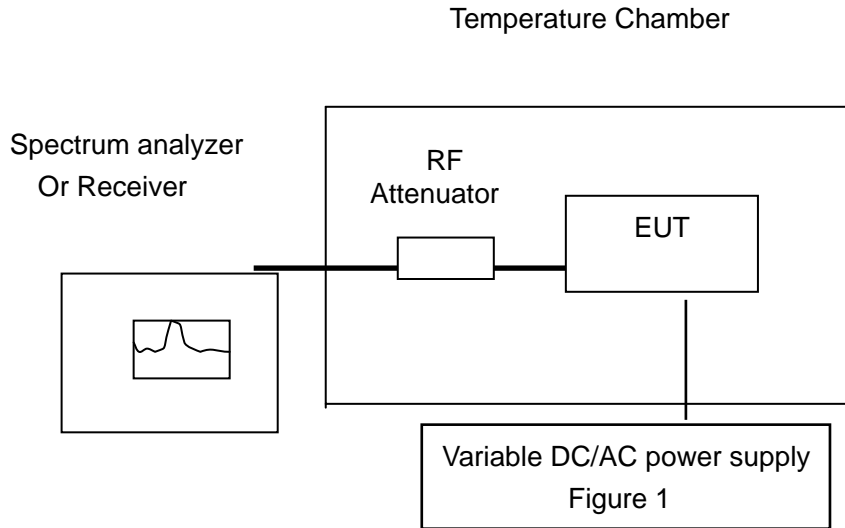 Temperature Chamber
Spectrum analyzer
Or Receiver
RF
Attenuator
EUT
Variable DC/AC power supply
Figure 1